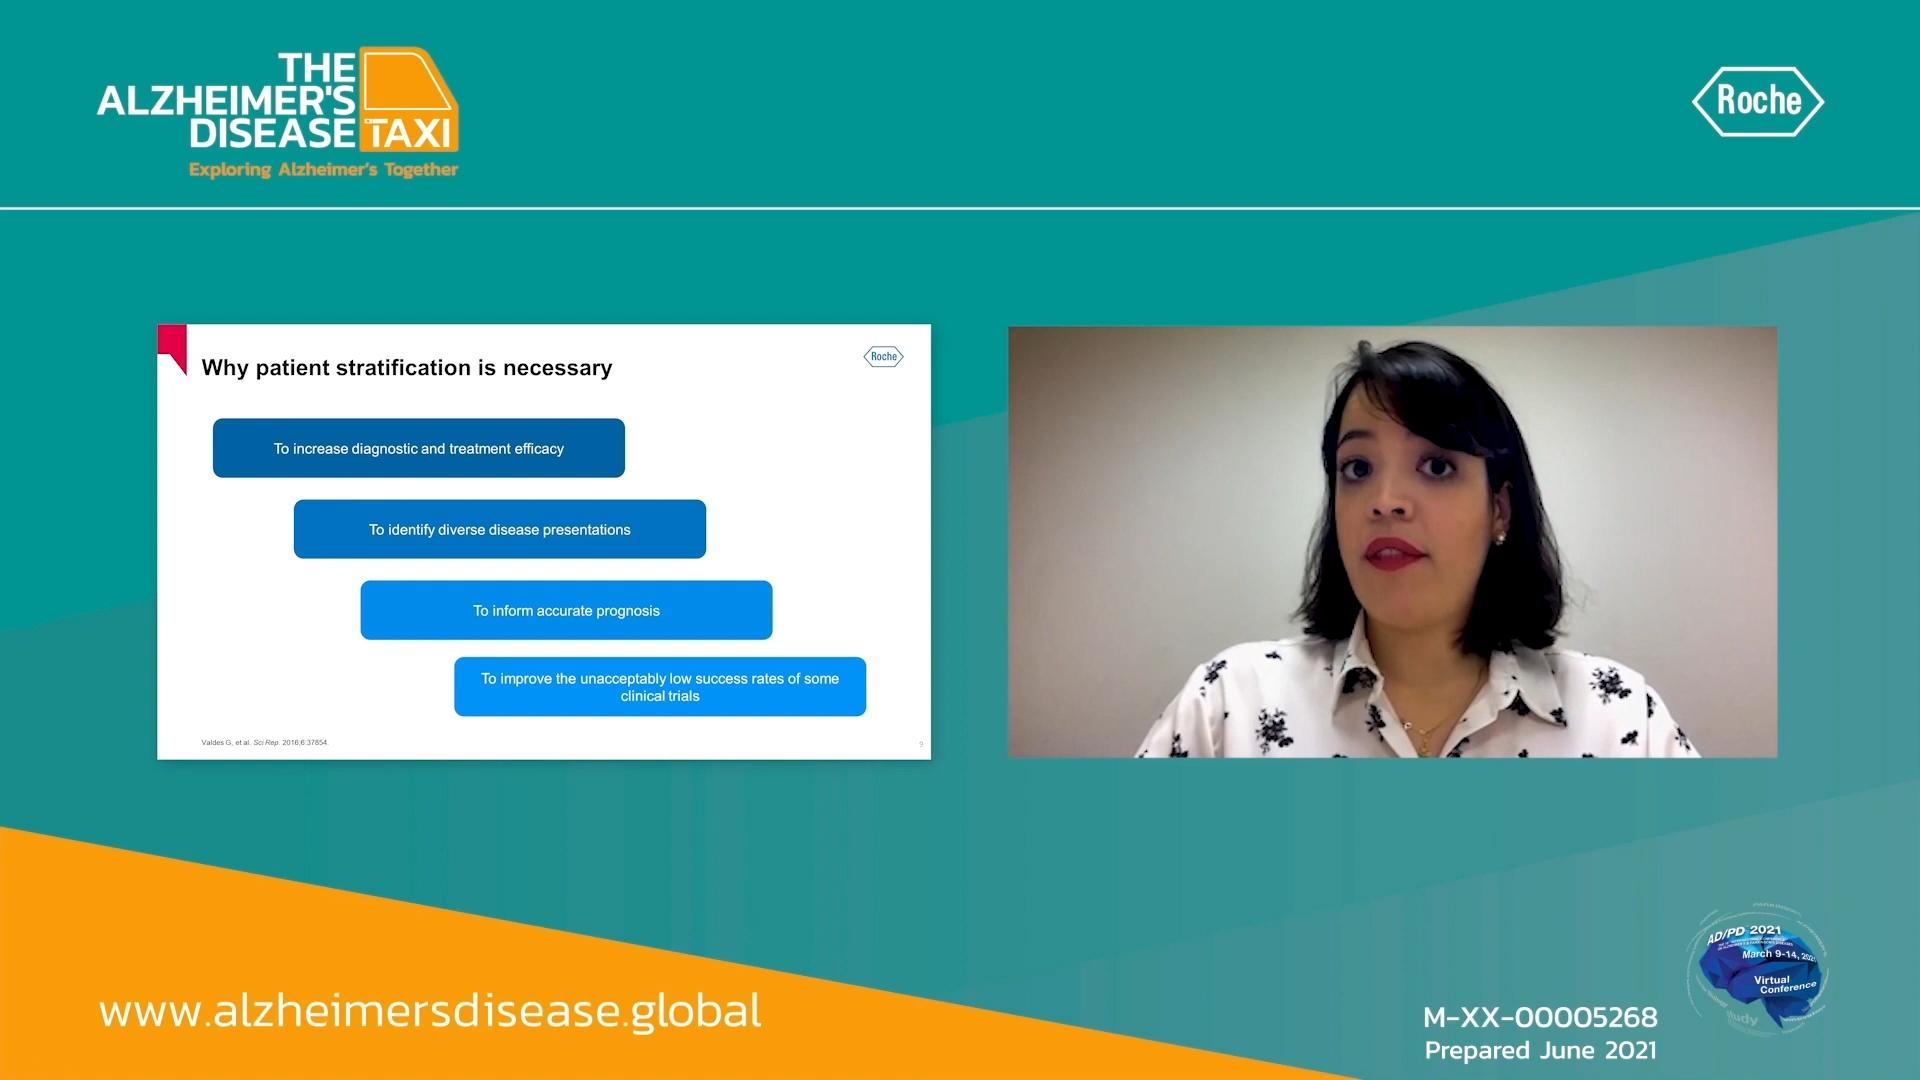 THE
ALZHEIMER'S
DISEASE TAXI
Exploring Alzheimer's Together
Roche
Why patient stratification is necessary
Roche
To increase diagnostic and treatment efficacy
To identify diverse disease presentations
To inform accurate prognosis
To improve the unacceptably low success rates of some
clinical trials
Valdes G, et al. Sci Rep. 2016;6:37854.
9
AD/PD 2021
March 9-14, 2021
Virtual
Conference
study
www.alzheimersdisease.global
M-XX-00005268
Prepared June 2021